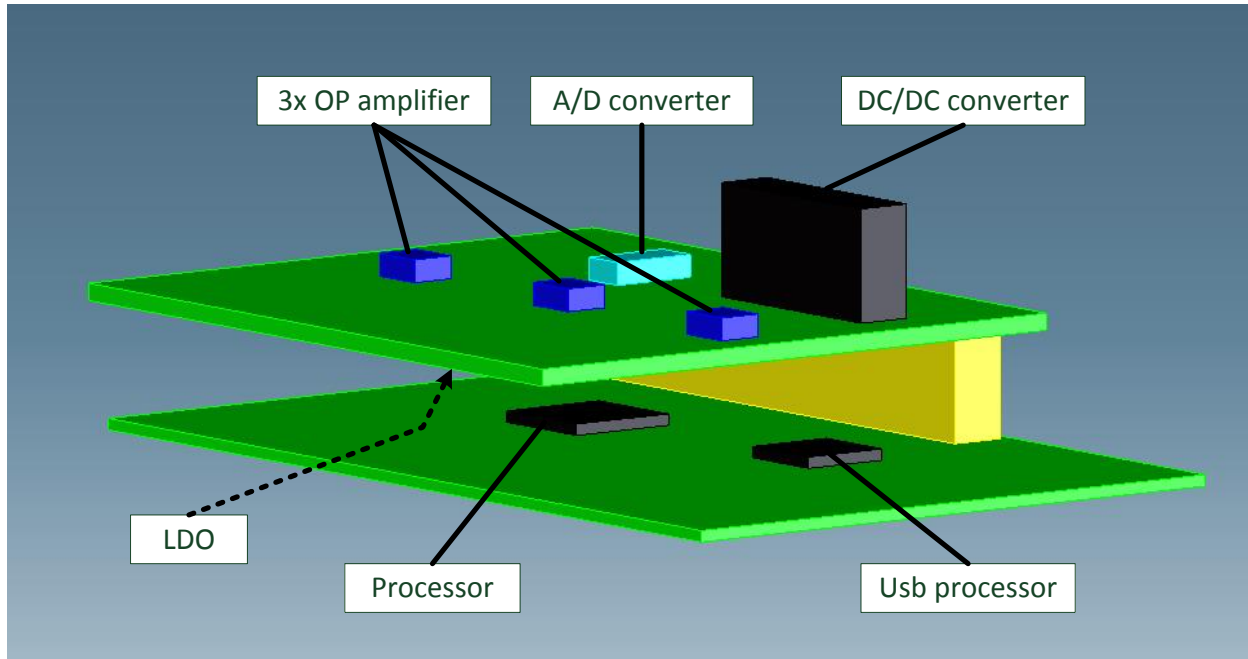 3x OP amplifier
A/D converter
DC/DC converter
LDO
Processor
Usb processor